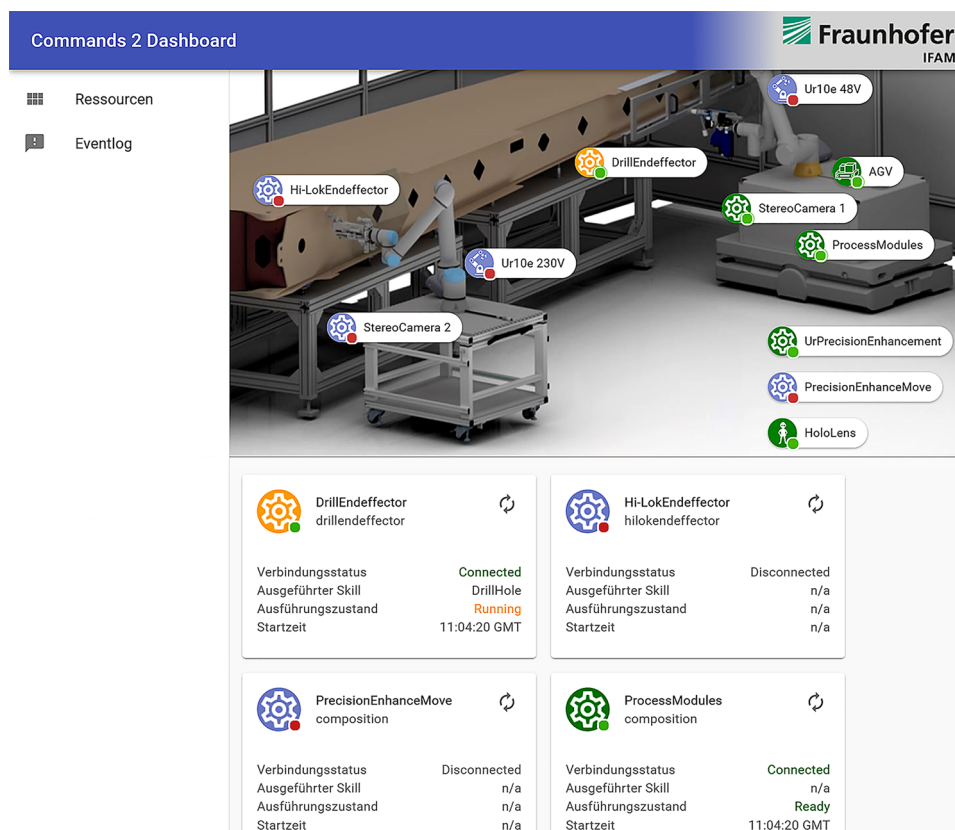 Commands 2 Dashboard
Fraunhofer
IFAM
Ressourcen
Eventlog
Ur10e 48V
DrillEndeffector
AGV
Hi-LokEndeffector
StereoCamera 1
ProcessModules
Ur10e 230V
StereoCamera 2
UrPrecisionEnhancement
PrecisionEnhanceMove
HoloLens
DrillEndeffector
drillendeffector
Verbindungsstatus Connected
Ausgeführter Skill DrillHole
Ausführungszustand Running
Startzeit 11:04:20 GMT
Hi-LokEndeffector
hilokendeffector
Verbindungsstatus Disconnected
Ausgeführter Skill n/a
Ausführungszustand n/a
Startzeit n/a
PrecisionEnhanceMove
composition
Verbindungsstatus Disconnected
Ausgeführter Skill n/a
Ausführungszustand n/a
Startzeit n/a
ProcessModules
composition
Verbindungsstatus Connected
Ausgeführter Skill n/a
Ausführungszustand Ready
Startzeit 11:04:20 GMT